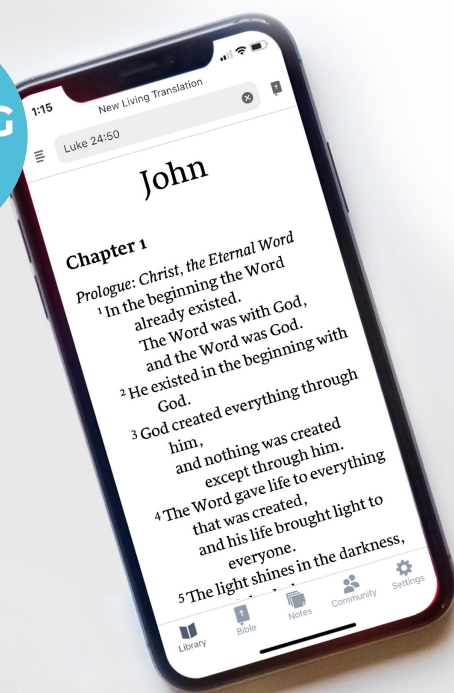 G
1:15
New Living Translation
Luke 24:50
John
Chapter 1
Prologue: Christ, the Eternal Word
1 In the beginning the Word
already existed.
The Word was with God,
and the Word was God.
2 He existed in the beginning with
God.
3 God created everything through
him,
and nothing was created
except through him.
4 The Word gave life to everything
that was created,
and his life brought light to
everyone.
5 The light shines in the darkness,
Library
Bible
Notes
Community
Settings